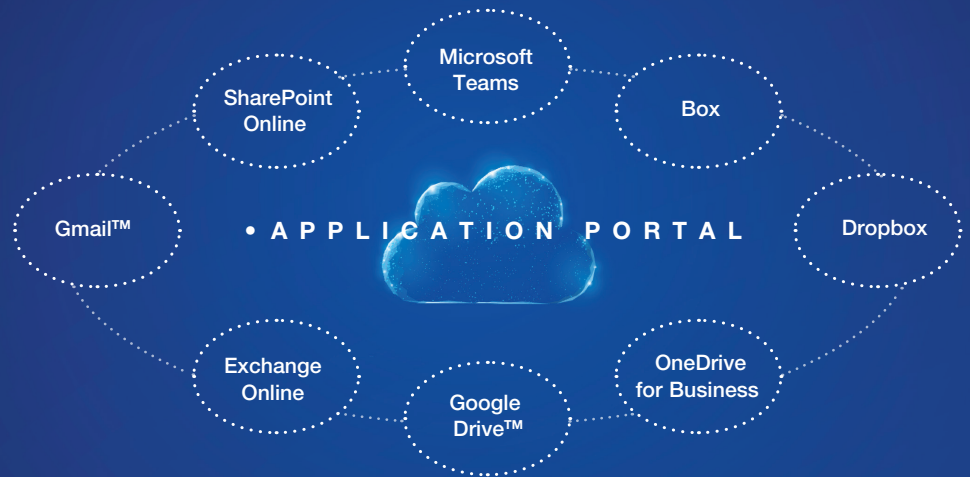 Microsoft
Teams
SharePoint
Online
Box
Gmail™
• APPLICATION PORTAL
Dropbox
Exchange
Online
OneDrive
for Business
Google
Drive™